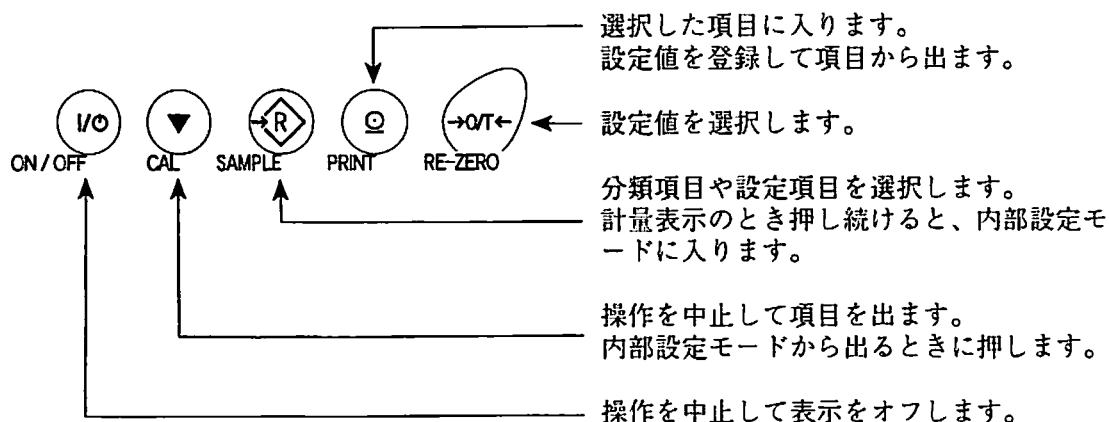 選択した項目に入ります。
設定値を登録して項目から出ます。
I/⏻
R
→0/T←
設定値を選択します。
ON / OFF
CAL
SAMPLE
PRINT
RE-ZERO
分類項目や設定項目を選択します。
計量表示のとき押し続けると、内部設定モ
ードに入ります。
操作を中止して項目を出ます。
内部設定モードから出るときに押します。
操作を中止して表示をオフします。